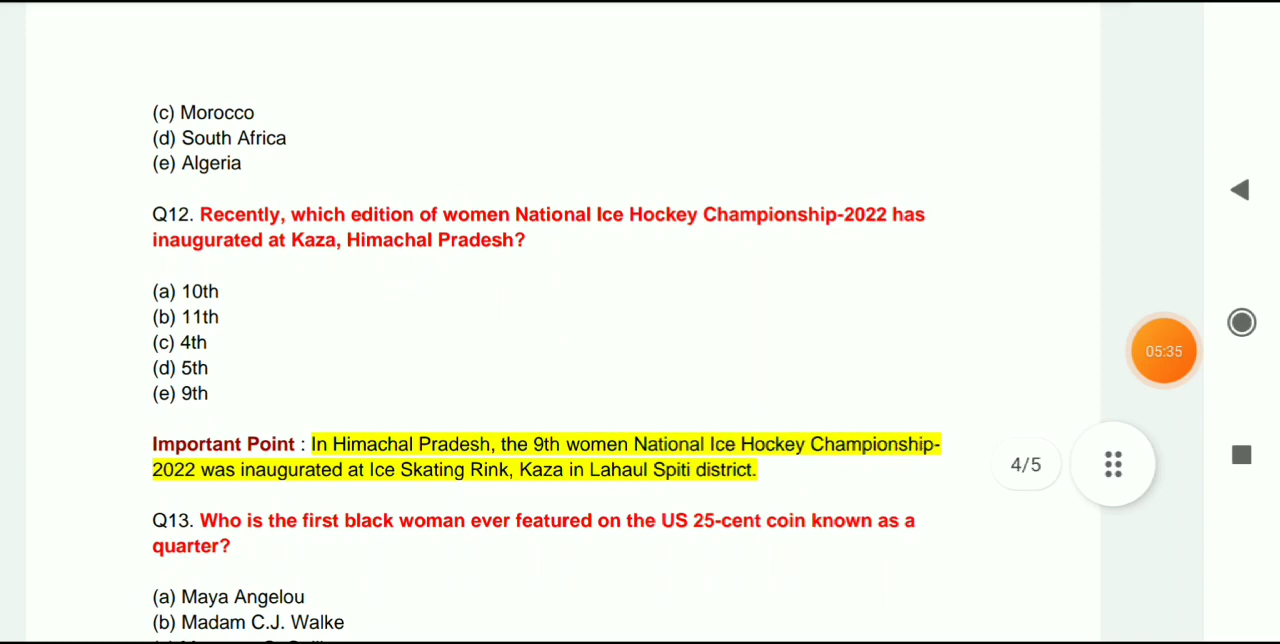 (c) Morocco
(d) South Africa
(e) Algeria
Q12. Recently, which edition of women National Ice Hockey Championship-2022 has
inaugurated at Kaza, Himachal Pradesh?
(a) 10th
(b) 11th
(c) 4th
(d) 5th
(e) 9th
Important Point : In Himachal Pradesh, the 9th women National Ice Hockey Championship-
2022 was inaugurated at Ice Skating Rink, Kaza in Lahaul Spiti district.
Q13. Who is the first black woman ever featured on the US 25-cent coin known as a
quarter?
(a) Maya Angelou
(b) Madam C.J. Walke
05:35
4/5